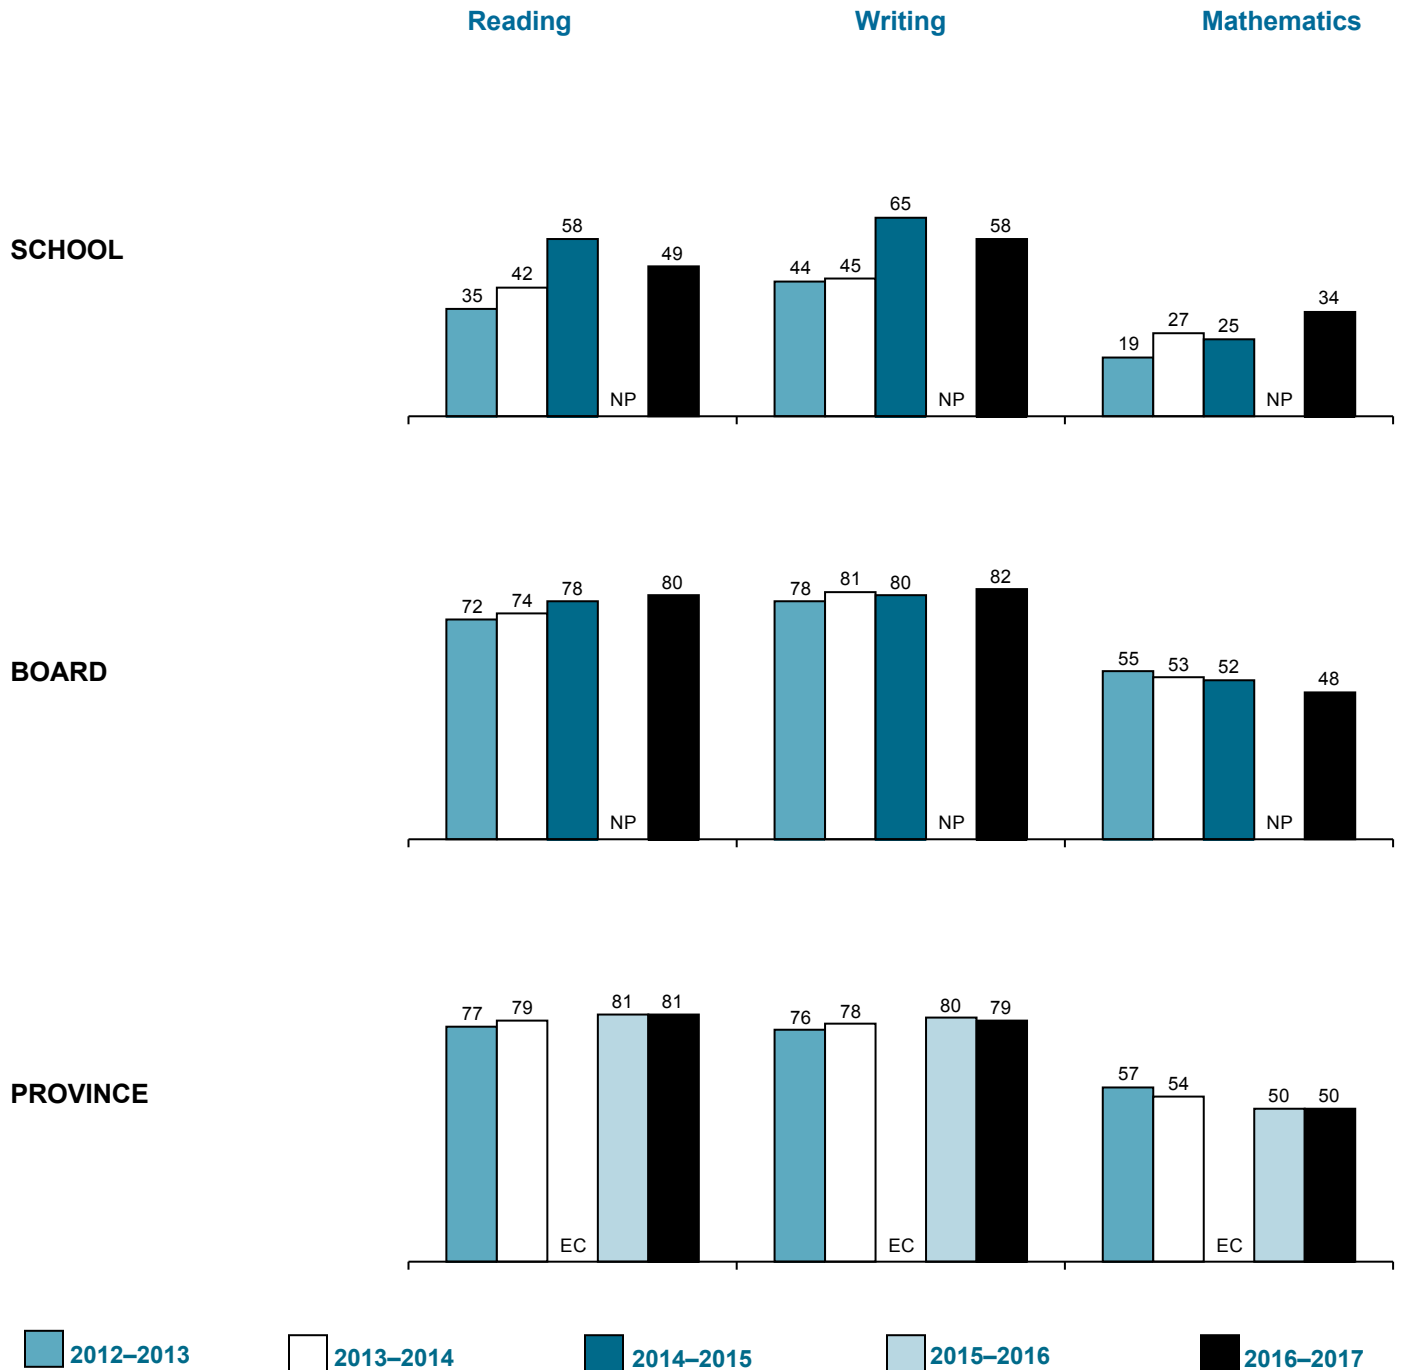 Reading Writing Mathematics
SCHOOL
35 42 58 NP 49 44 45 65 NP 58 19 27 25 NP 34
BOARD
72 74 78 NP 80 78 81 80 NP 82 55 53 52 NP 48
PROVINCE
77 79 EC 81 81 76 78 EC 80 79 57 54 EC 50 50
2012–2013 2013–2014 2014–2015 2015–2016 2016–2017